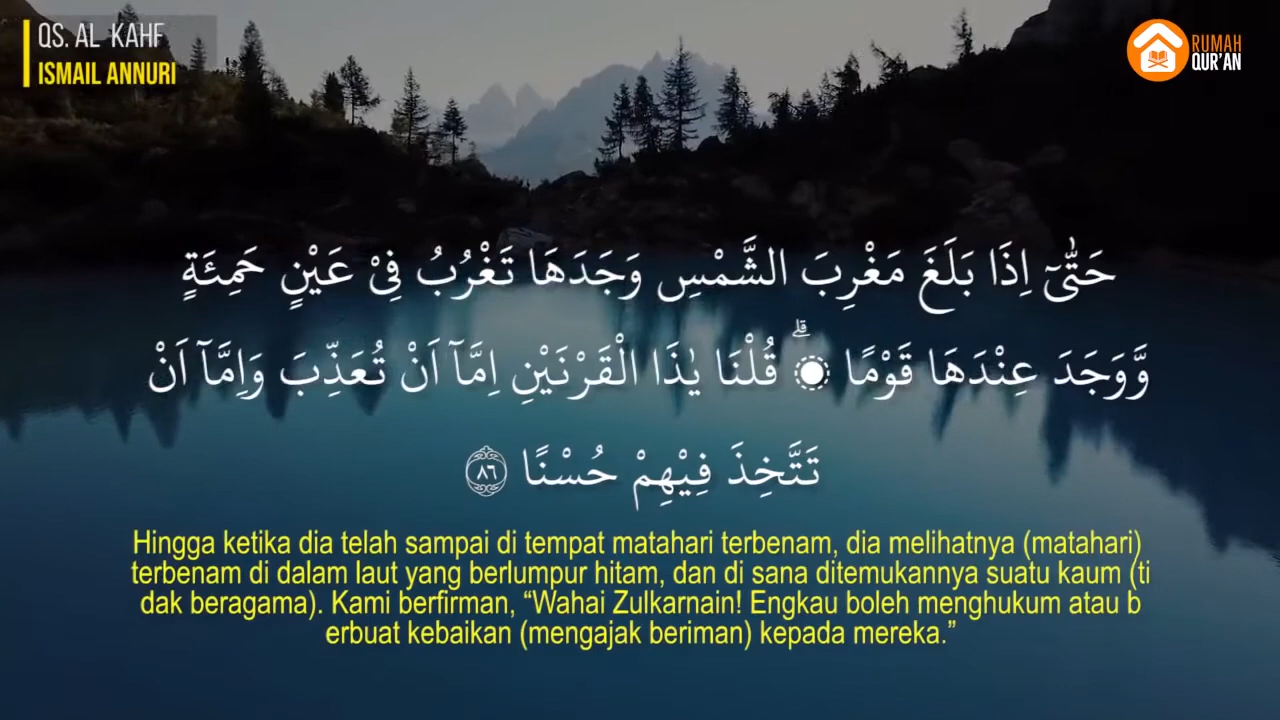 QS. AL KAHF
ISMAIL ANNURI
RUMAH
QUR'AN
حَتّٰىٓ اِذَا بَلَغَ مَغْرِبَ الشَّمْسِ وَجَدَهَا تَغْرُبُ فِيْ عَيْنٍ حَمِئَةٍ
وَّوَجَدَ عِنْدَهَا قَوْمًا ەۗ قُلْنَا يٰذَا الْقَرْنَيْنِ اِمَّآ اَنْ تُعَذِّبَ وَاِمَّآ اَنْ
تَتَّخِذَ فِيْهِمْ حُسْنًا ٨٦
Hingga ketika dia telah sampai di tempat matahari terbenam, dia melihatnya (matahari)
terbenam di dalam laut yang berlumpur hitam, dan di sana ditemukannya suatu kaum (ti
dak beragama). Kami berfirman, “Wahai Zulkarnain! Engkau boleh menghukum atau b
erbuat kebaikan (mengajak beriman) kepada mereka.”